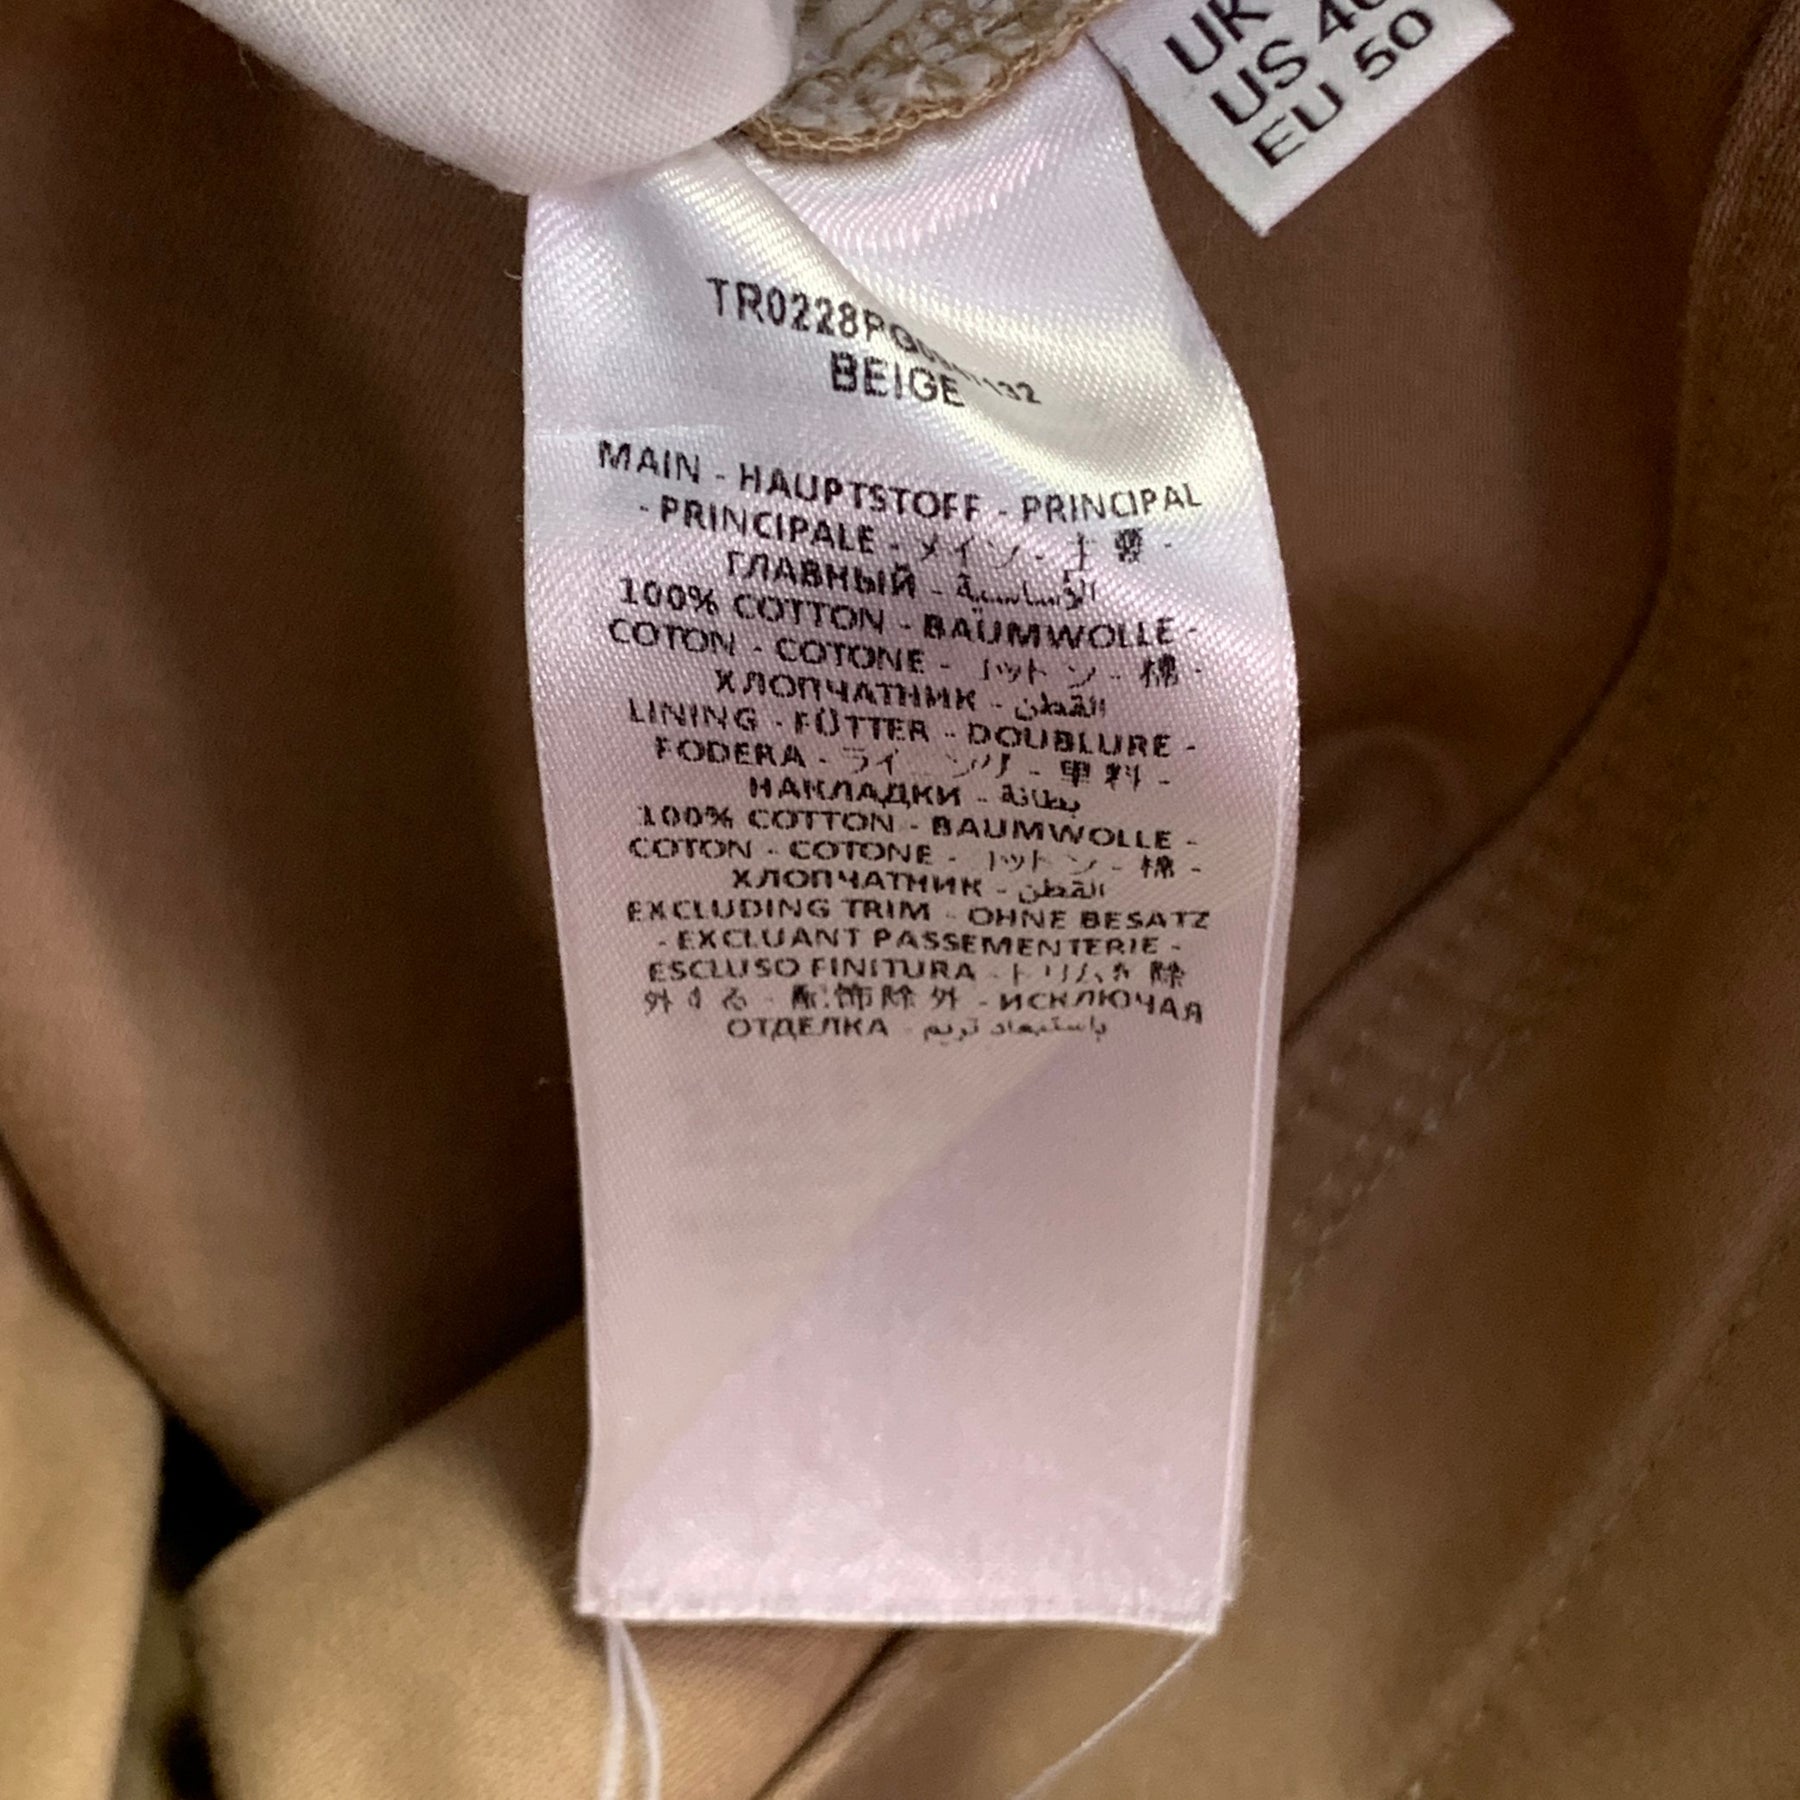 UK
US 40
EU 50
BEIGE
MAIN - HAUPTSTOFF - PRINCIPAL
- PRINCIPALE - メイン - 主要 -
ГЛАВНЫЙ - الأساسية
100% COTTON - BAUMWOLLE -
COTON - COTONE - コットン - 棉 -
ХЛОПЧАТНИК - القطن
LINING - FUTTER - DOUBLURE -
FODERA - ライニング - 里料 -
НАКЛАДКИ - بطانة
100% COTTON - BAUMWOLLE -
COTON - COTONE - コットン - 棉 -
ХЛОПЧАТНИК - القطن
EXCLUDING TRIM - OHNE BESATZ
- EXCLUANT PASSEMENTERIE -
ESCLUSO FINITURA - トリムを除
外する - 配饰除外 - ИСКЛЮЧАЯ
ОТДЕЛКА - باستبعاد تريم